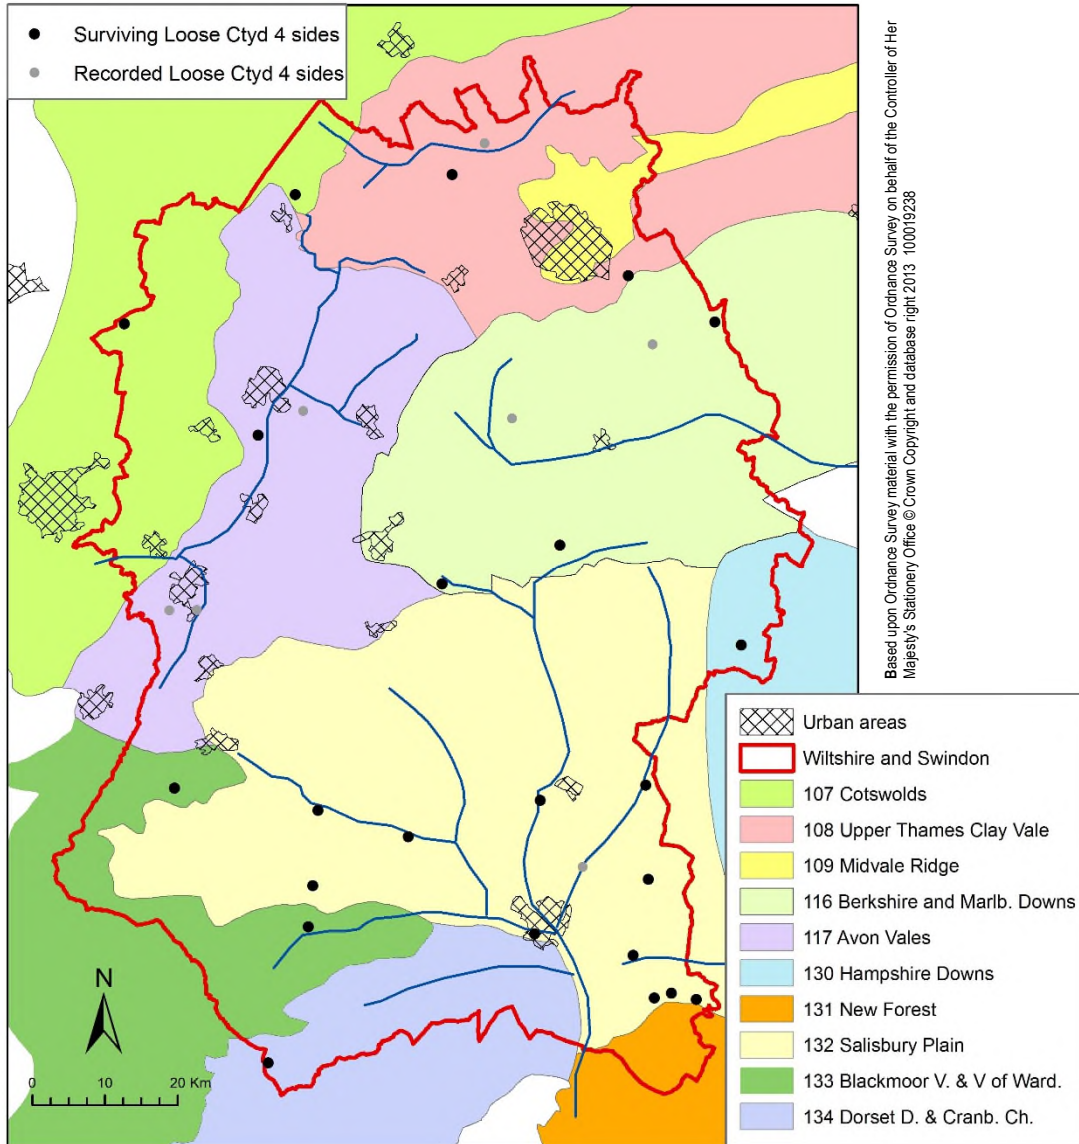 Surviving Loose Ctyd 4 sides
Recorded Loose Ctyd 4 sides
Based upon Ordnance Survey material with the permission of Ordnance Survey on behalf of the Controller of Her
Majesty's Stationery Office © Crown Copyright and database right 2013 100019238
Urban areas
Wiltshire and Swindon
107 Cotswolds
108 Upper Thames Clay Vale
109 Midvale Ridge
116 Berkshire and Marlb. Downs
117 Avon Vales
130 Hampshire Downs
131 New Forest
132 Salisbury Plain
133 Blackmoor V. & V of Ward.
134 Dorset D. & Cranb. Ch.
N
0 10 20 Km